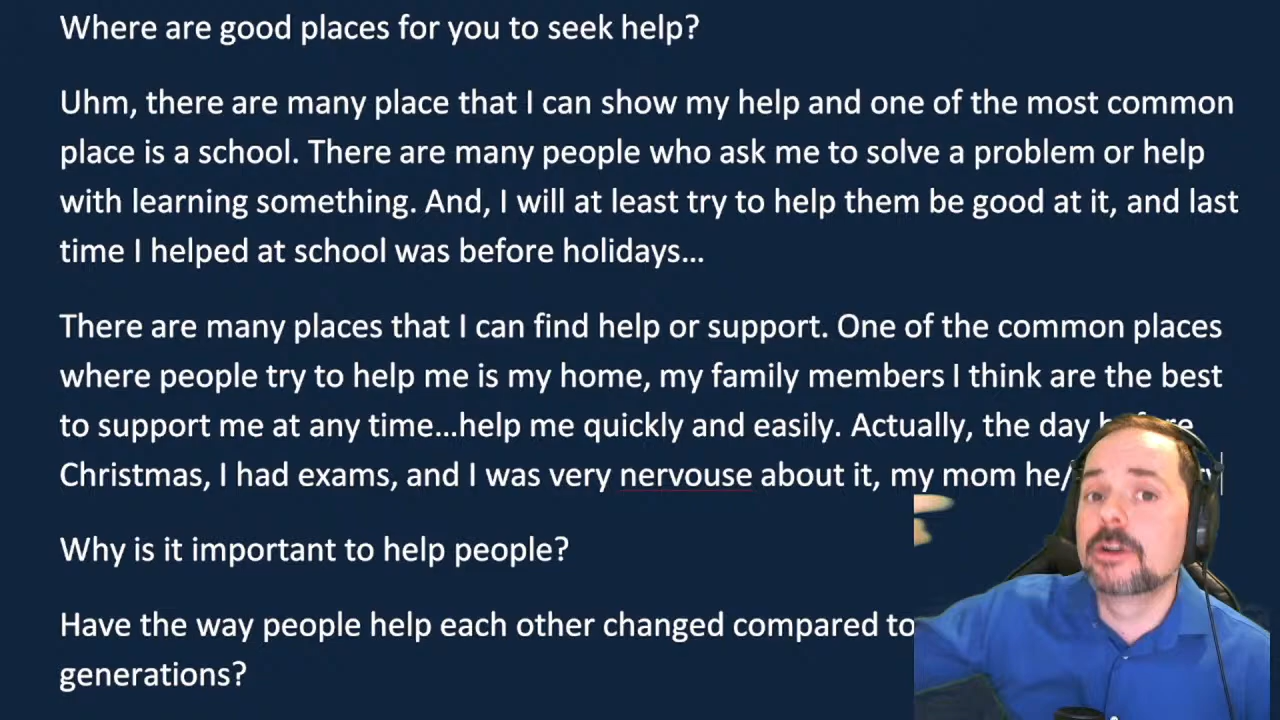 Where are good places for you to seek help?
Uhm, there are many place that I can show my help and one of the most common
place is a school. There are many people who ask me to solve a problem or help
with learning something. And, I will at least try to help them be good at it, and last
time I helped at school was before holidays...
There are many places that I can find help or support. One of the common places
where people try to help me is my home, my family members I think are the best
to support me at any time...help me quickly and easily. Actually, the day before
Christmas, I had exams, and I was very nervouse about it, my mom he/
Why is it important to help people?
Have the way people help each other changed compared to
generations?